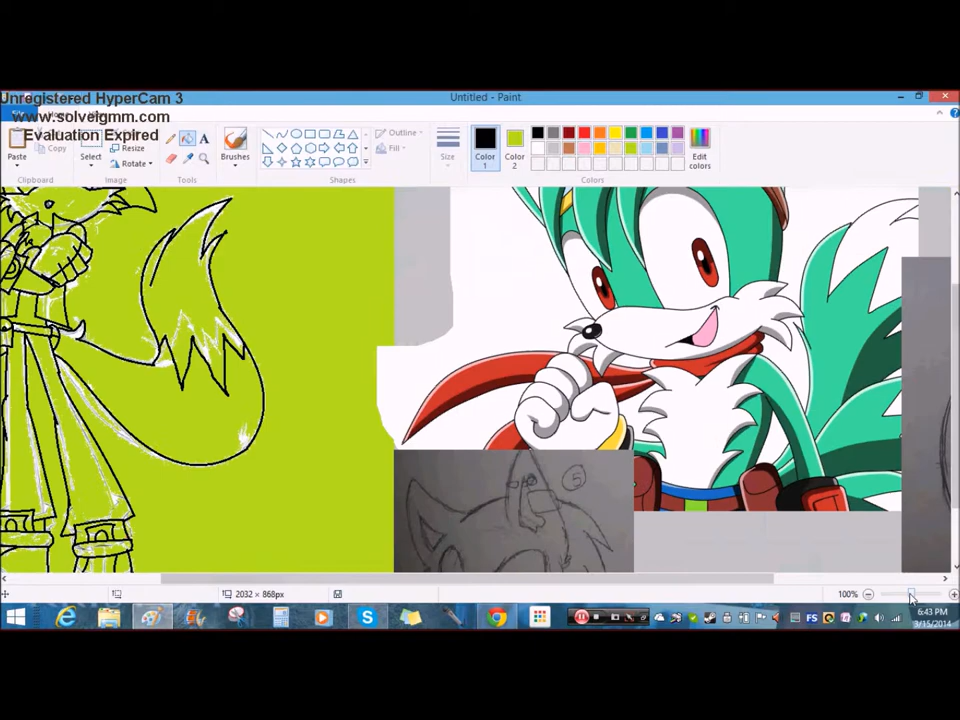 Unregistered HyperCam 3
www.solveigmm.com
Evaluation Expired
Untitled - Paint
Paste
Copy
Select
Resize
Rotate
A
Brushes
Outline
Fill
Size
Color 1
Color 2
Edit colors
Clipboard
Image
Tools
Shapes
Colors
5
2032 × 868px
100%
FS
6:43 PM
3/15/2014